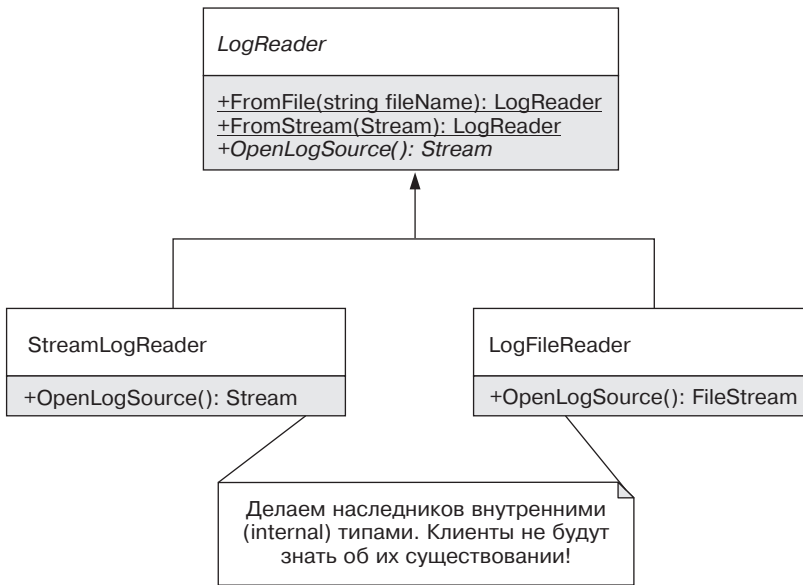 LogReader
+FromFile(string fileName): LogReader
+FromStream(Stream): LogReader
+OpenLogSource(): Stream
StreamLogReader
+OpenLogSource(): Stream
LogFileReader
+OpenLogSource(): FileStream
Делаем наследников внутренними
(internal) типами. Клиенты не будут
знать об их существовании!